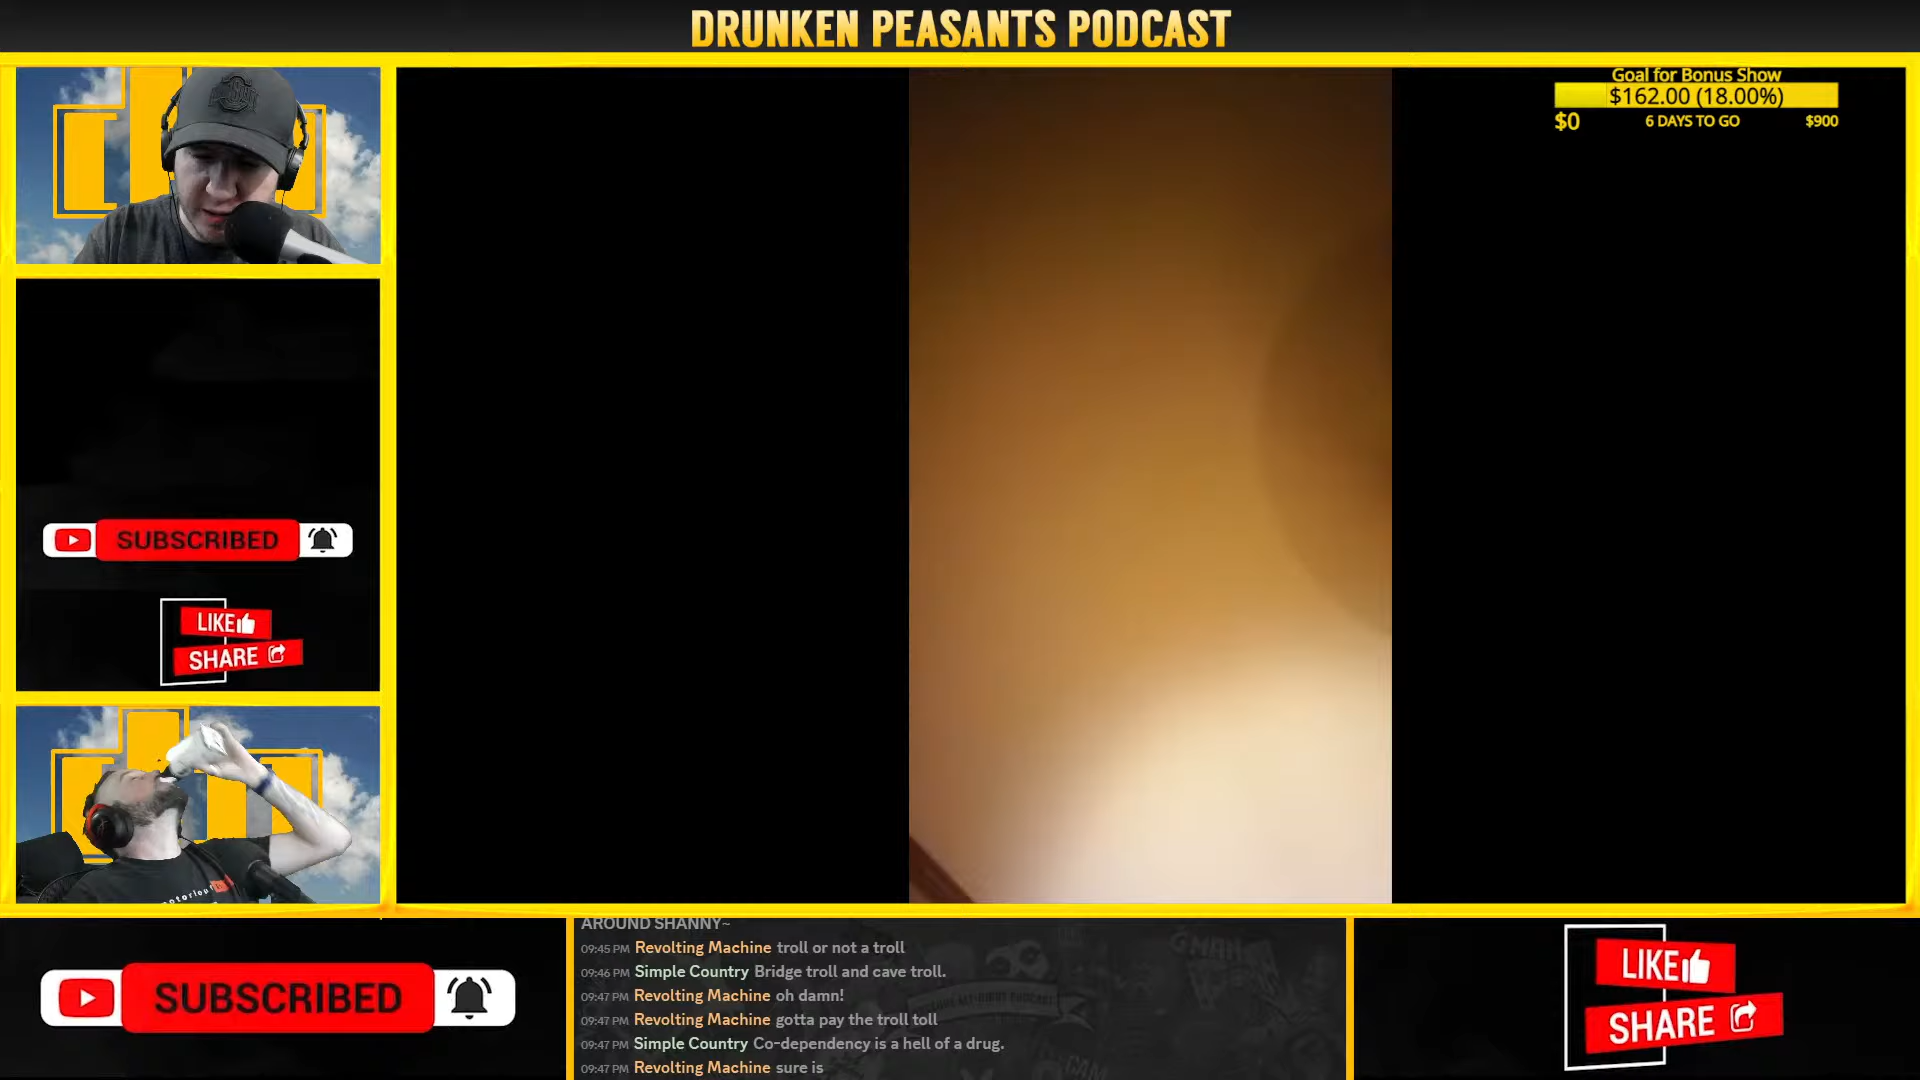 DRUNKEN PEASANTS PODCAST
Goal for Bonus Show
$162.00 (18.00%)
$0 6 DAYS TO GO $900
SUBSCRIBED
LIKE
SHARE
AROUND SHANNY~
09:45 PM Revolting Machine troll or not a troll
09:46 PM Simple Country Bridge troll and cave troll.
09:47 PM Revolting Machine oh damn!
09:47 PM Revolting Machine gotta pay the troll toll
09:47 PM Simple Country Co-dependency is a hell of a drug.
09:47 PM Revolting Machine sure is
SUBSCRIBED
LIKE
SHARE